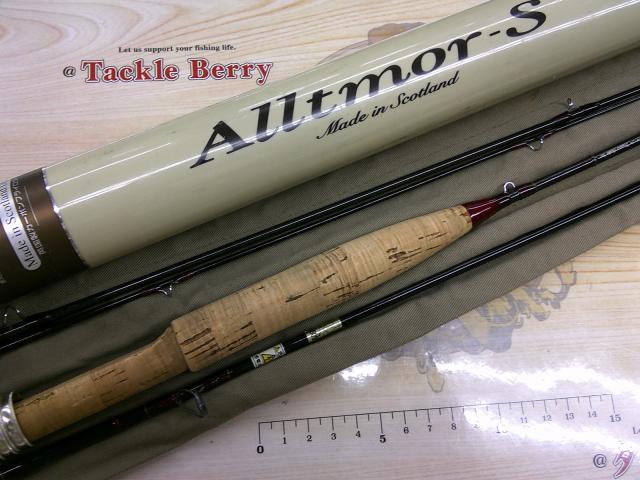 Let us support your fishing life.
@ Tackle Berry
Alltmor-S
Made in Scotland
Made in Scotland
0 1 2 3 4 5 6 7 8 9 10 11 12 13 14 15
@ タ